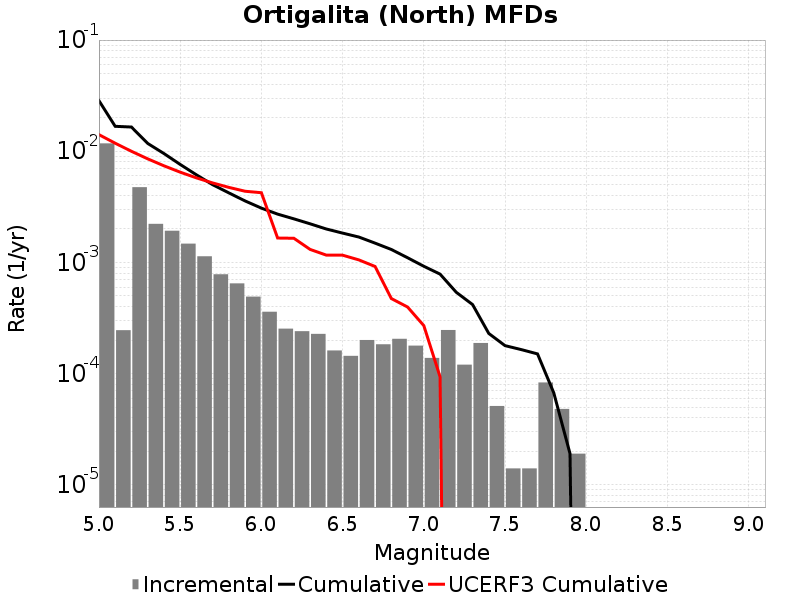 Ortigalita (North) MFDs
10-1
10-2
10-3
10-4
10-5
Rate (1/yr)
5.0 5.5 6.0 6.5 7.0 7.5 8.0 8.5 9.0
Magnitude
Incremental Cumulative UCERF3 Cumulative